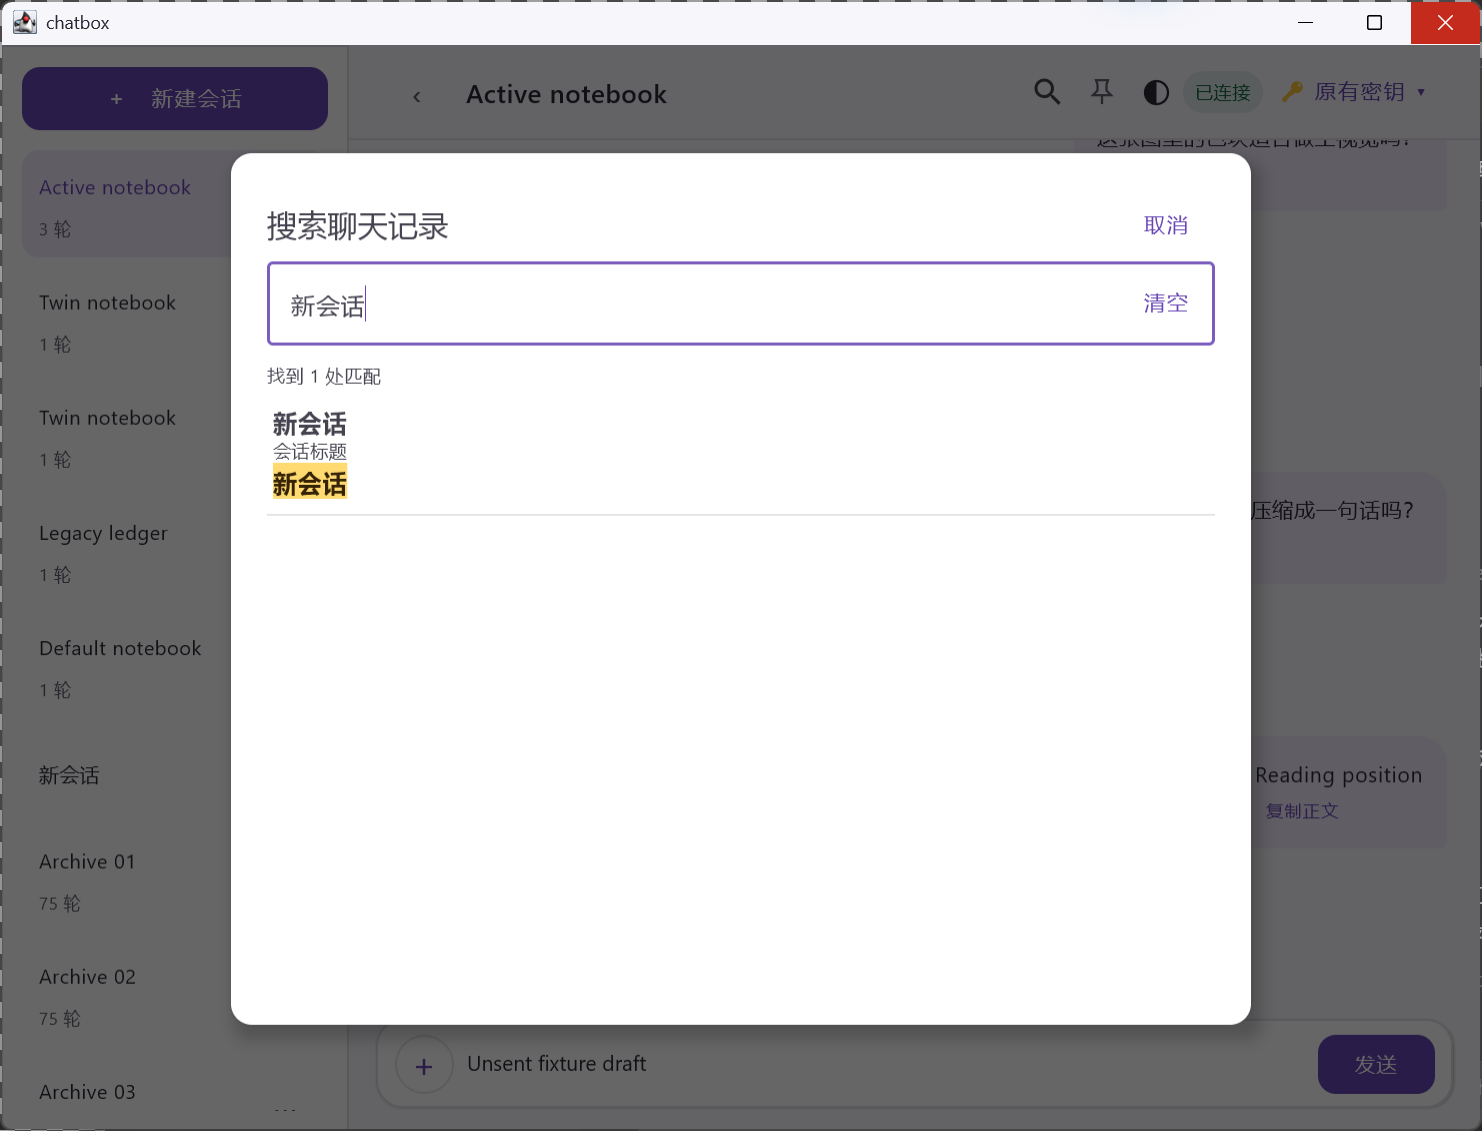 chatbox
+ 新建会话
Active notebook
已连接
原有密钥
Active notebook
3 轮
Twin notebook
1 轮
Twin notebook
1 轮
Legacy ledger
1 轮
Default notebook
1 轮
新会话
Archive 01
75 轮
Archive 02
75 轮
Archive 03
...
搜索聊天记录
取消
新会话
清空
找到 1 处匹配
新会话
会话标题
新会话
压缩成一句话吗？
Reading position
复制正文
+
Unsent fixture draft
发送